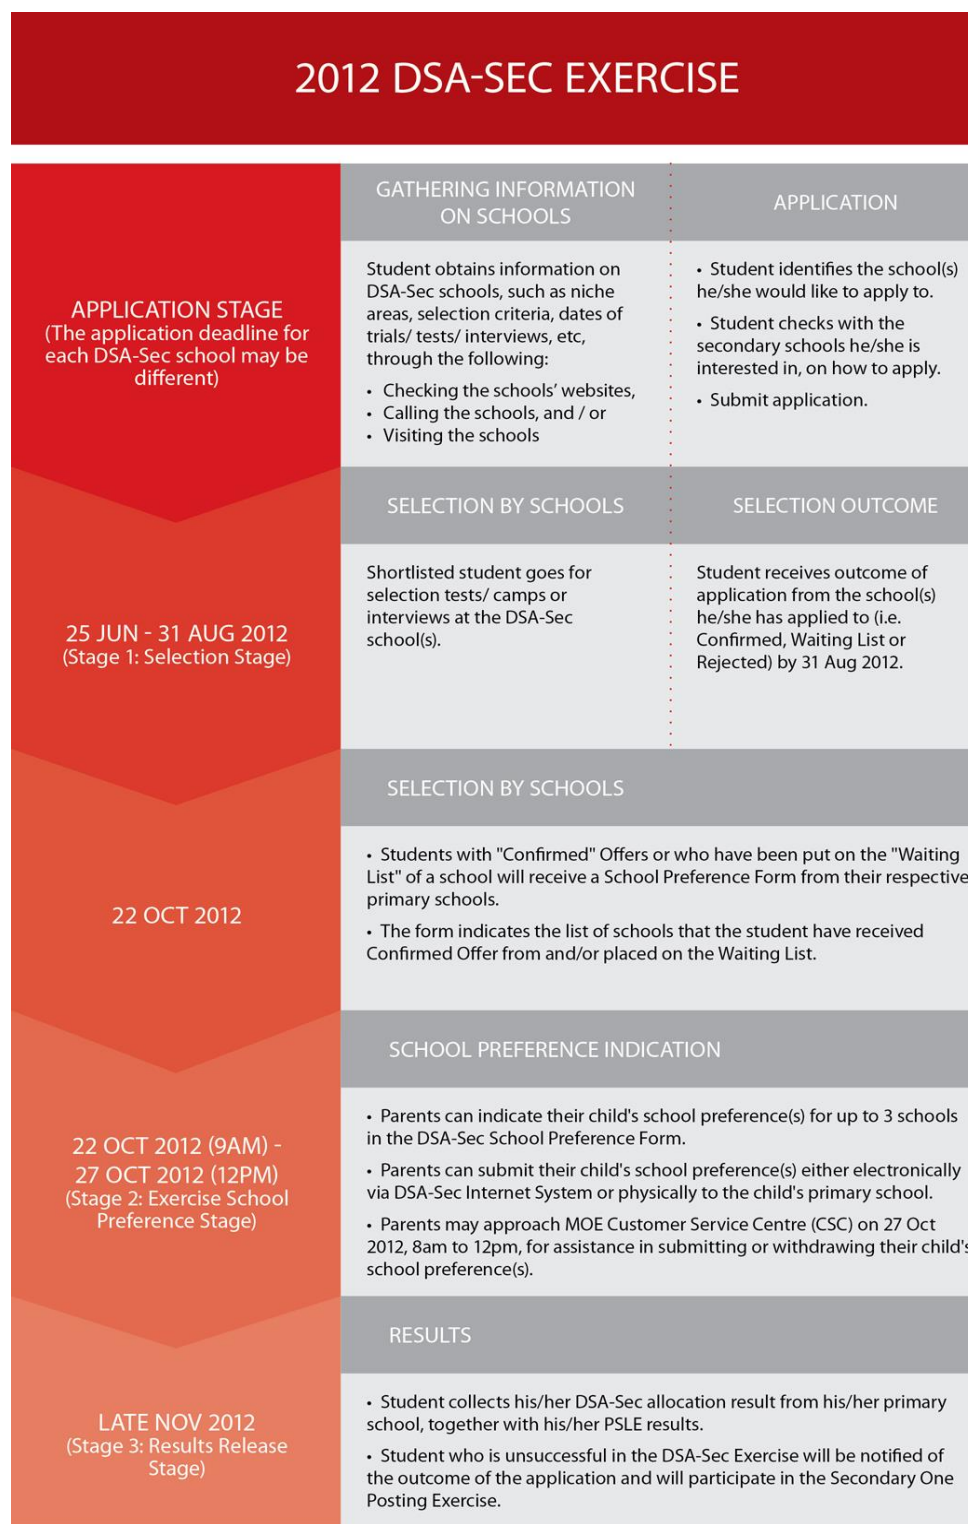 2012 DSA-SEC EXERCISE
APPLICATION STAGE
(The application deadline for
each DSA-Sec school may be
different)
GATHERING INFORMATION
ON SCHOOLS
Student obtains information on
DSA-Sec schools, such as niche
areas, selection criteria, dates of
trials/ tests/ interviews, etc,
through the following:
• Checking the schools' websites,
• Calling the schools, and / or
• Visiting the schools
APPLICATION
• Student identifies the school(s)
he/she would like to apply to.
• Student checks with the
secondary schools he/she is
interested in, on how to apply.
• Submit application.
25 JUN - 31 AUG 2012
(Stage 1: Selection Stage)
SELECTION BY SCHOOLS
Shortlisted student goes for
selection tests/ camps or
interviews at the DSA-Sec
school(s).
SELECTION OUTCOME
Student receives outcome of
application from the school(s)
he/she has applied to (i.e.
Confirmed, Waiting List or
Rejected) by 31 Aug 2012.
22 OCT 2012
SELECTION BY SCHOOLS
• Students with "Confirmed" Offers or who have been put on the "Waiting
List" of a school will receive a School Preference Form from their respective
primary schools.
• The form indicates the list of schools that the student have received
Confirmed Offer from and/or placed on the Waiting List.
22 OCT 2012 (9AM) -
27 OCT 2012 (12PM)
(Stage 2: Exercise School
Preference Stage)
SCHOOL PREFERENCE INDICATION
• Parents can indicate their child's school preference(s) for up to 3 schools
in the DSA-Sec School Preference Form.
• Parents can submit their child's school preference(s) either electronically
via DSA-Sec Internet System or physically to the child's primary school.
• Parents may approach MOE Customer Service Centre (CSC) on 27 Oct
2012, 8am to 12pm, for assistance in submitting or withdrawing their child's
school preference(s).
LATE NOV 2012
(Stage 3: Results Release
Stage)
RESULTS
• Student collects his/her DSA-Sec allocation result from his/her primary
school, together with his/her PSLE results.
• Student who is unsuccessful in the DSA-Sec Exercise will be notified of
the outcome of the application and will participate in the Secondary One
Posting Exercise.